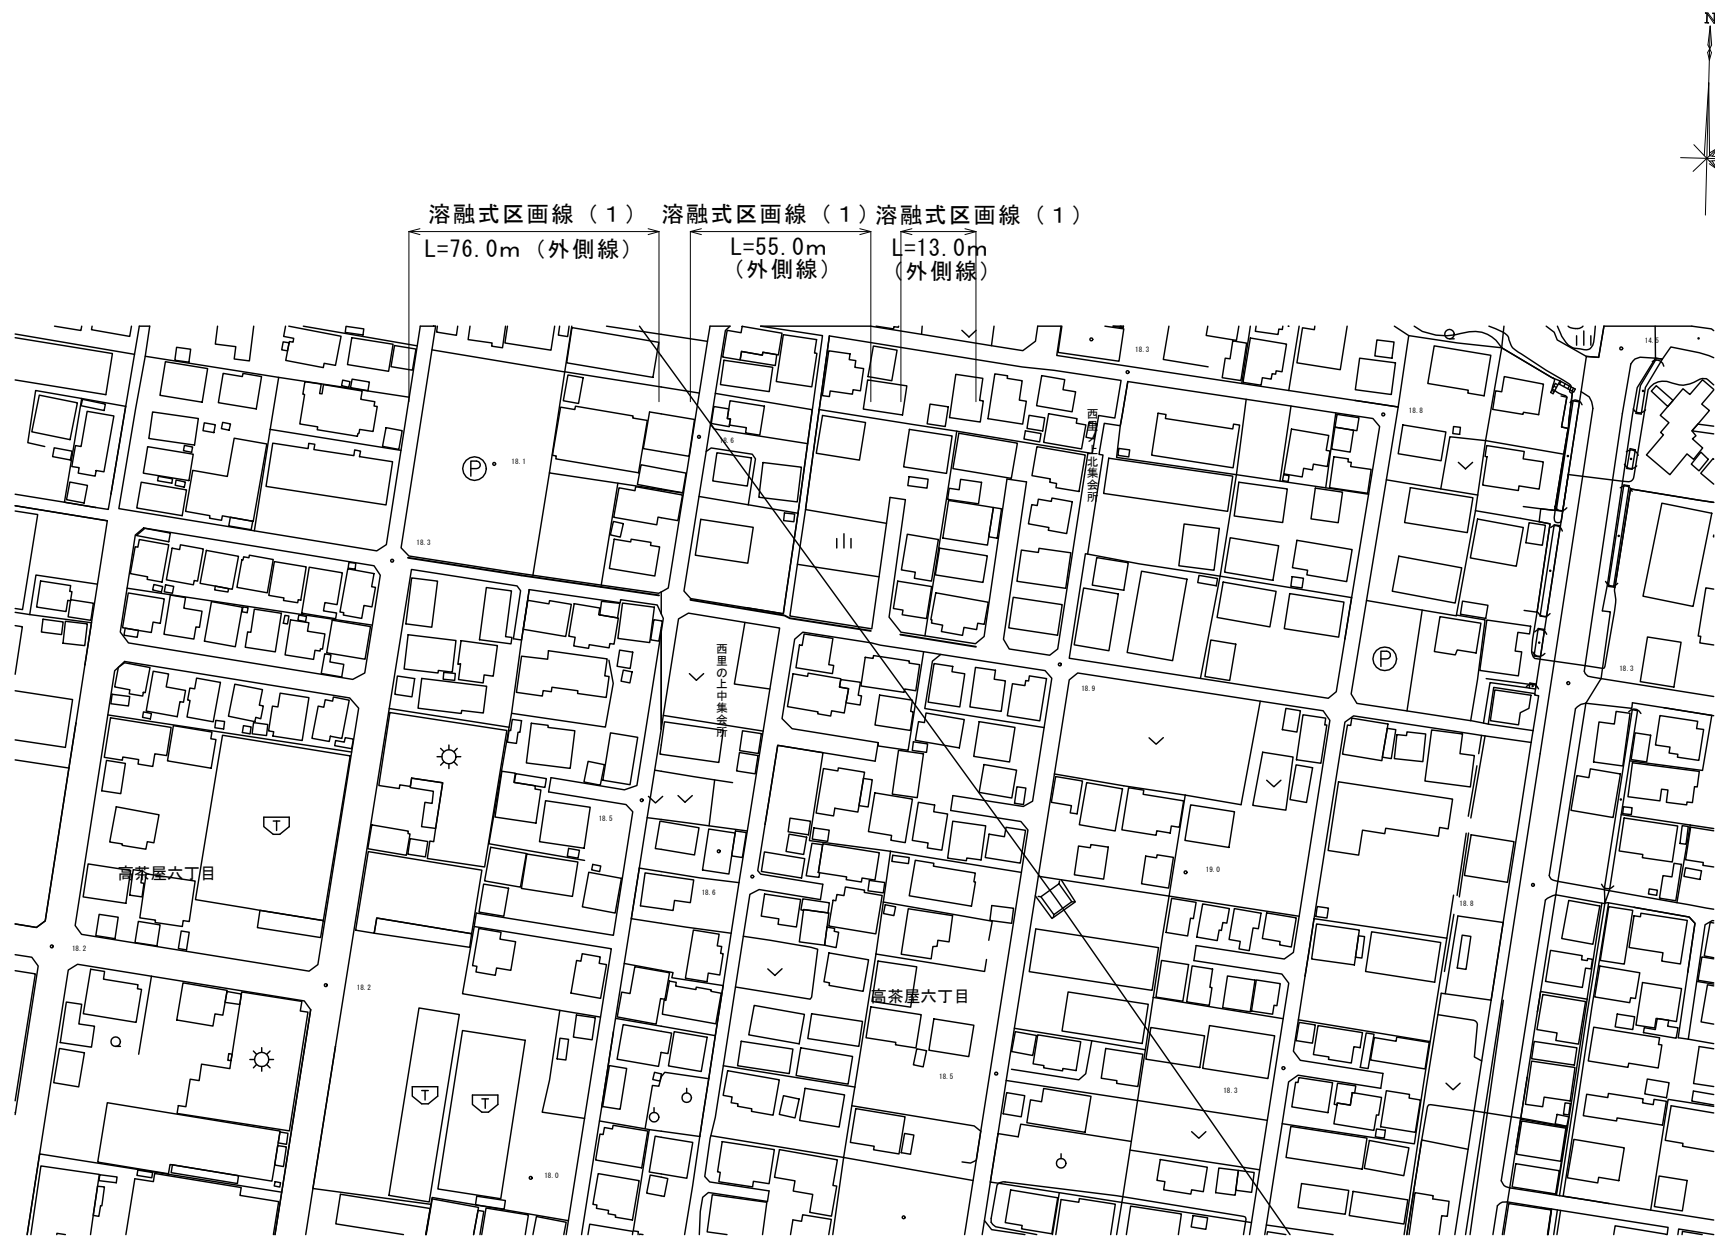 N
溶融式区画線（１）
L=76.0m（外側線）
溶融式区画線（１）
L=55.0m
（外側線）
溶融式区画線（１）
L=13.0m
（外側線）
14.5
18.3
18.8
18.6
西里ノ上北集会所
P
18.1
18.3
P
18.3
西里の上中集会所
18.9
18.5
T
高茶屋六丁目
19.0
18.6
18.8
18.2
18.2
高茶屋六丁目
18.5
18.3
T
T
18.0